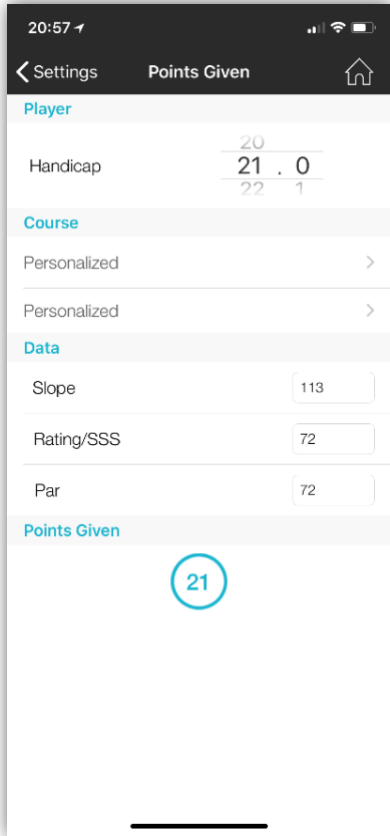 20:57
Settings
Points Given
Player
20
Handicap
21 . 0
22 1
Course
Personalized
Personalized
Data
Slope
113
Rating/SSS
72
Par
72
Points Given
21